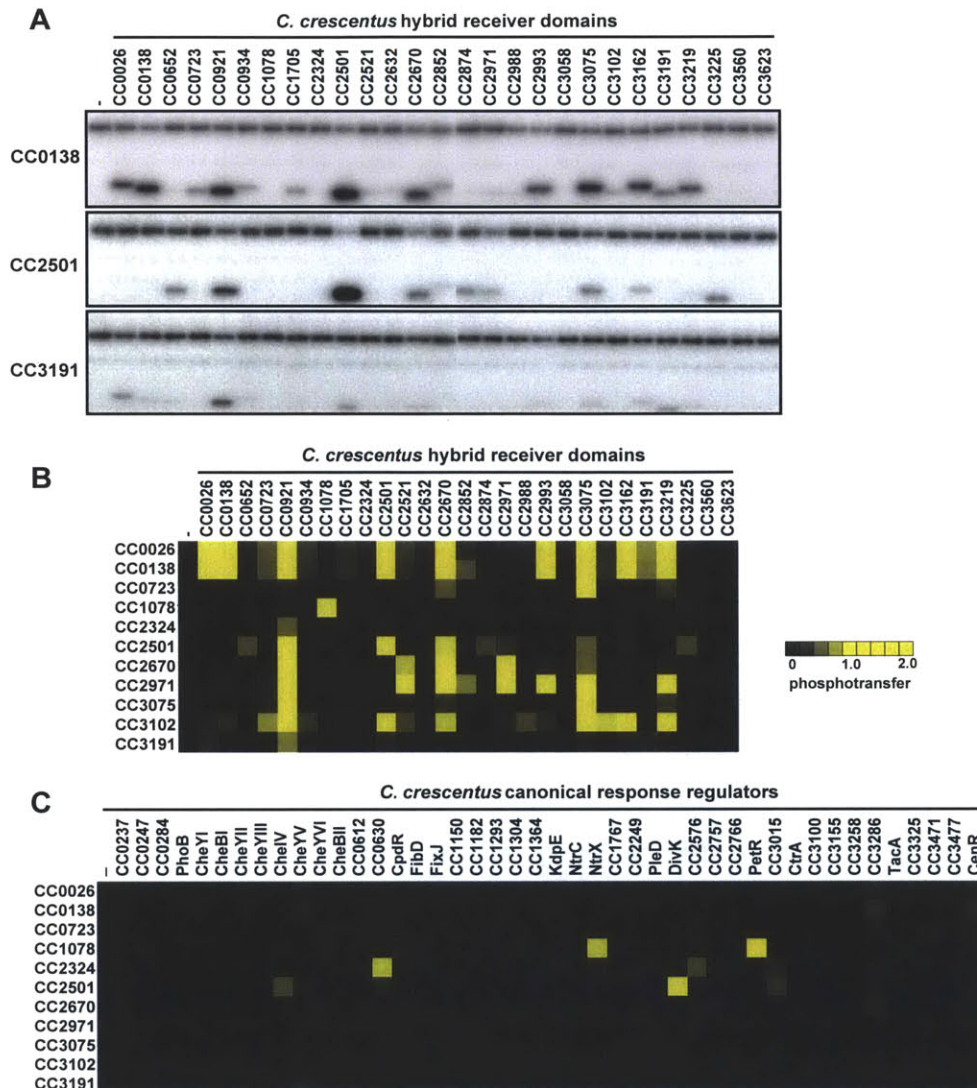 A
C. crescentus hybrid receiver domains
- CC0026 CC0138 CC0652 CC0723 CC0921 CC0934 CC1078 CC1705 CC2324 CC2501 CC2521 CC2632 CC2670 CC2852 CC2874 CC2971 CC2988 CC2993 CC3058 CC3075 CC3102 CC3162 CC3191 CC3219 CC3225 CC3560 CC3623
CC0138
CC2501
CC3191
B
C. crescentus hybrid receiver domains
- CC0026 CC0138 CC0652 CC0723 CC0921 CC0934 CC1078 CC1705 CC2324 CC2501 CC2521 CC2632 CC2670 CC2852 CC2874 CC2971 CC2988 CC2993 CC3058 CC3075 CC3102 CC3162 CC3191 CC3219 CC3225 CC3560 CC3623
CC0026
CC0138
CC0723
CC1078
CC2324
CC2501
CC2670
CC2971
CC3075
CC3102
CC3191
0 1.0 2.0
phosphotransfer
C
C. crescentus canonical response regulators
- CC0237 CC0247 CC0284 PhoB CheYI CheBI CheYII CheYIII CheIV CheYV CheYVI CheBII CC0612 CC0630 CpdR FlbD FixJ CC1150 CC1182 CC1293 CC1304 CC1364 KdpE NtrC NtrX CC1767 CC2249 PleD DivK CC2576 CC2757 CC2766 PetR CC3015 CtrA CC3100 CC3155 CC3258 CC3286 TacA CC3325 CC3471 CC3477 CenR
CC0026
CC0138
CC0723
CC1078
CC2324
CC2501
CC2670
CC2971
CC3075
CC3102
CC3191